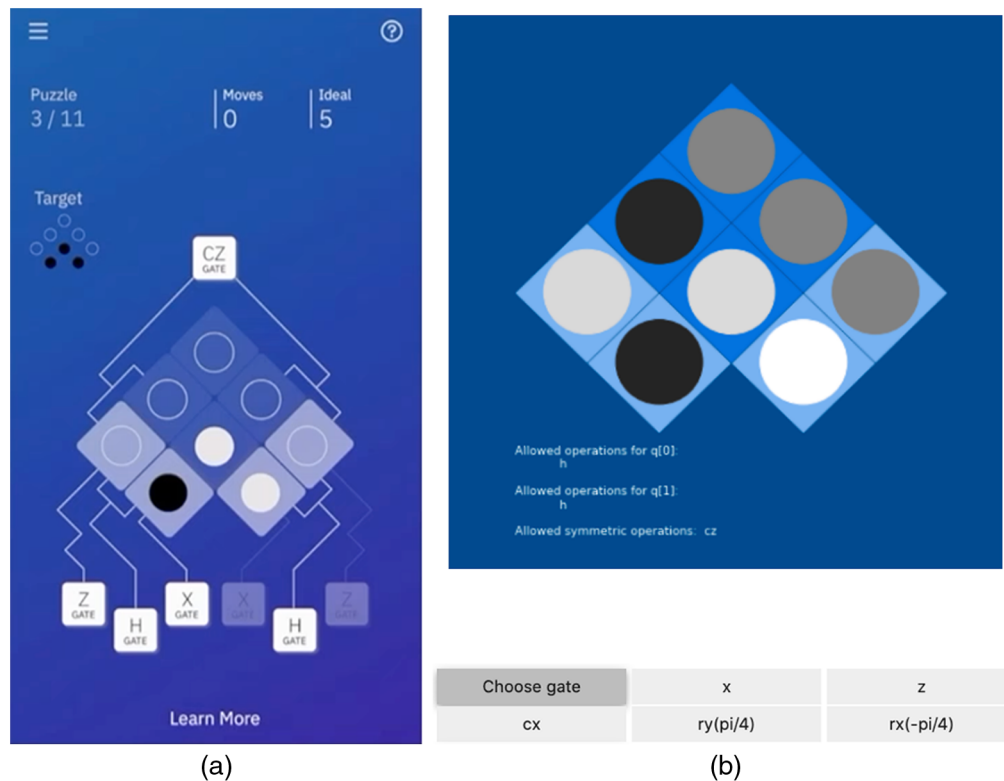 Puzzle
3 / 11
Moves
0
Ideal
5
Target
CZ
GATE
Z
GATE
H
GATE
X
GATE
X
GATE
H
GATE
Z
GATE
Learn More
(a)
Allowed operations for q[0]:
h
Allowed operations for q[1]:
h
Allowed symmetric operations: cz
Choose gate
x
z
cx
ry(pi/4)
rx(-pi/4)
(b)